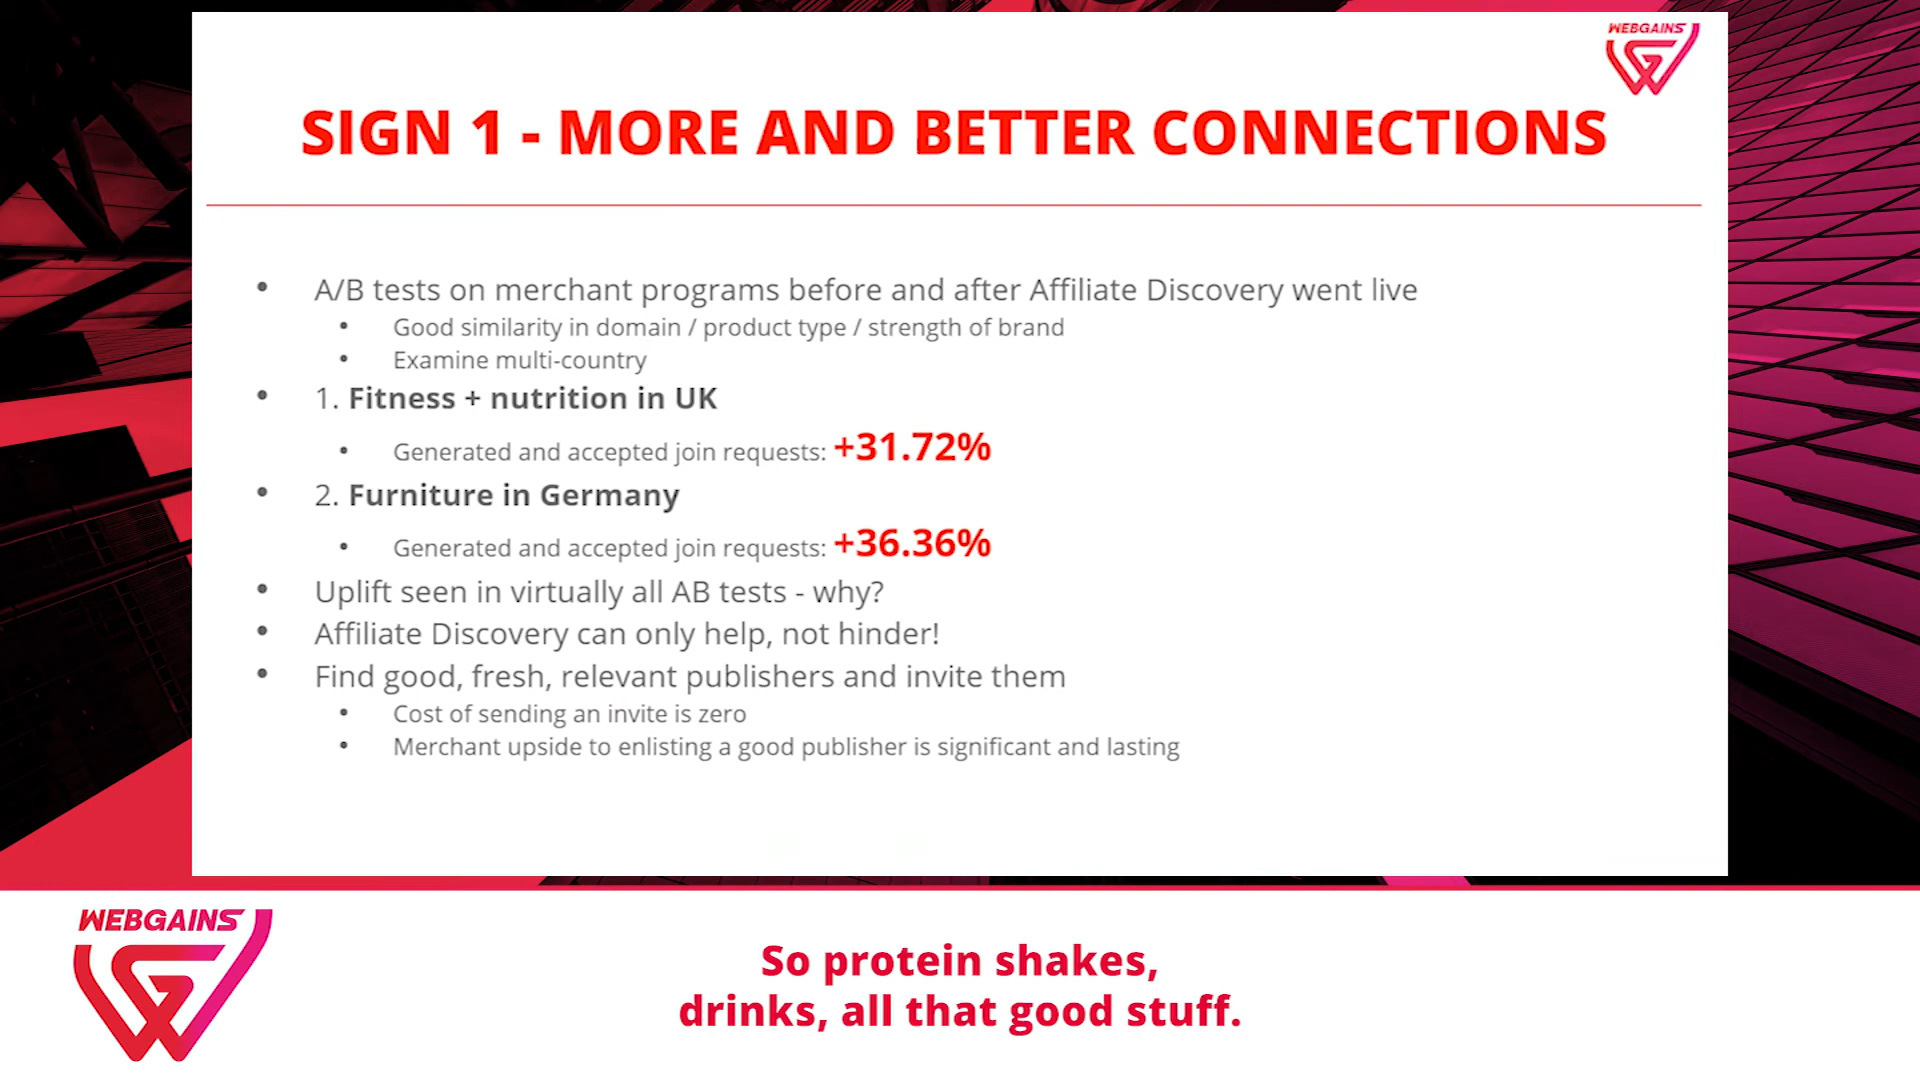 WEBGAINS
SIGN 1 - MORE AND BETTER CONNECTIONS
• A/B tests on merchant programs before and after Affiliate Discovery went live
• Good similarity in domain / product type / strength of brand
• Examine multi-country
• 1. Fitness + nutrition in UK
• Generated and accepted join requests: +31.72%
• 2. Furniture in Germany
• Generated and accepted join requests: +36.36%
• Uplift seen in virtually all AB tests - why?
• Affiliate Discovery can only help, not hinder!
• Find good, fresh, relevant publishers and invite them
• Cost of sending an invite is zero
• Merchant upside to enlisting a good publisher is significant and lasting
WEBGAINS
So protein shakes,
drinks, all that good stuff.